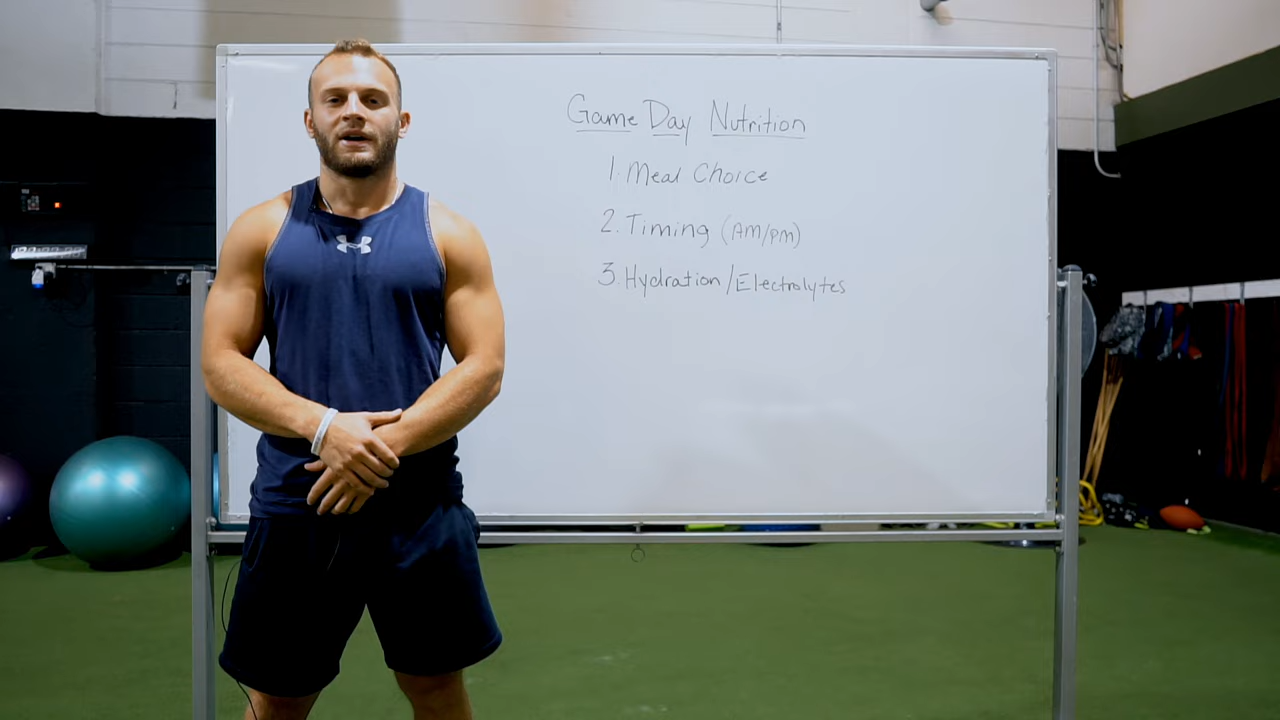 Game Day Nutrition
1. Meal Choice
2. Timing (AM/PM)
3. Hydration/Electrolytes